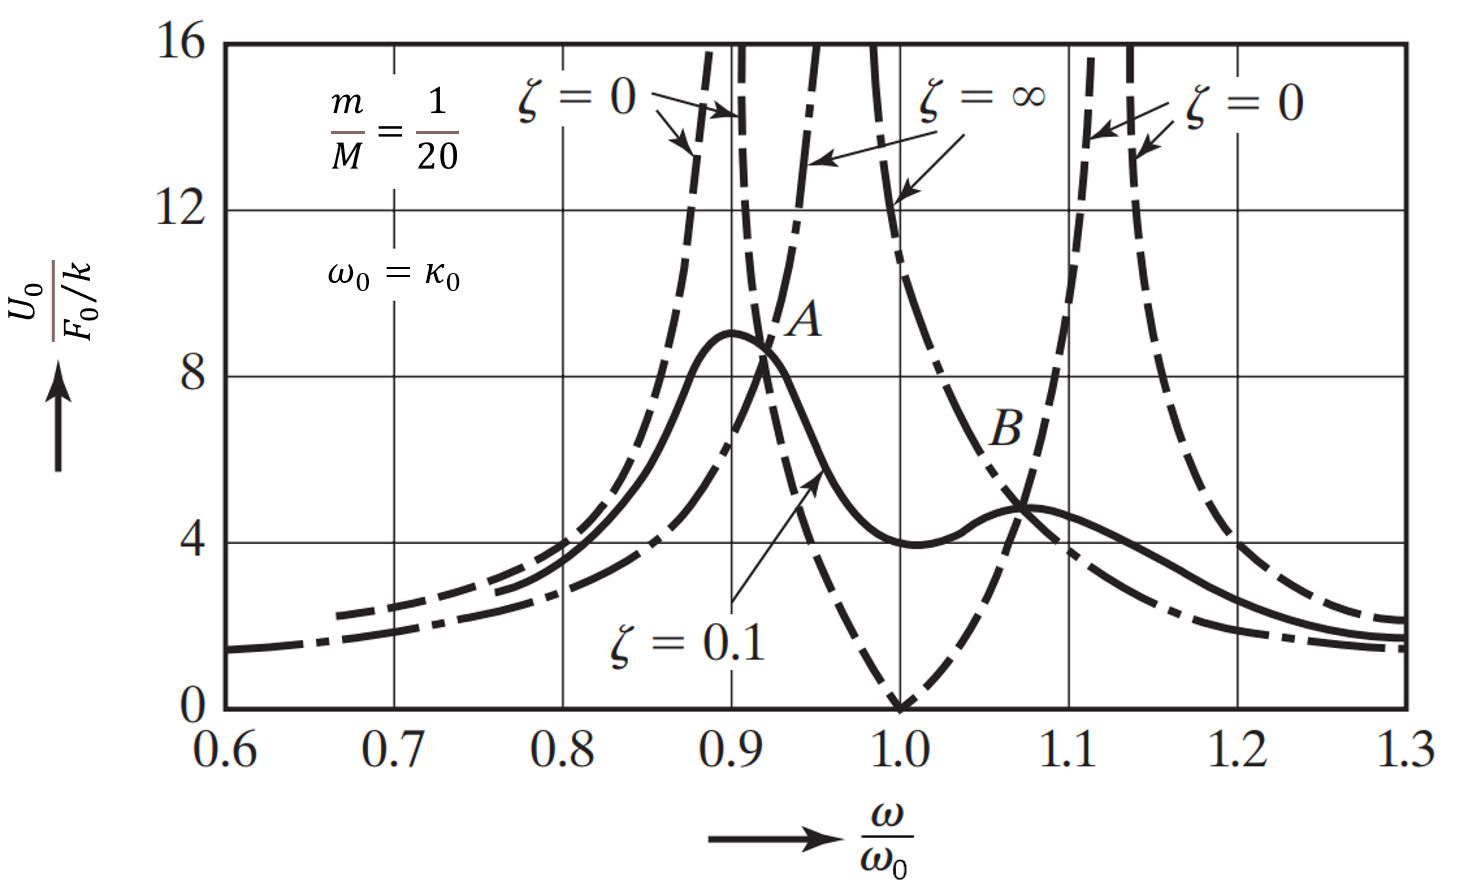 16
12
8
4
0
0.6 0.7 0.8 0.9 1.0 1.1 1.2 1.3
U₀
F₀/k
m/M = 1/20
ω₀ = κ₀
ζ = 0
ζ = ∞
ζ = 0
A
B
ζ = 0.1
ω/ω₀